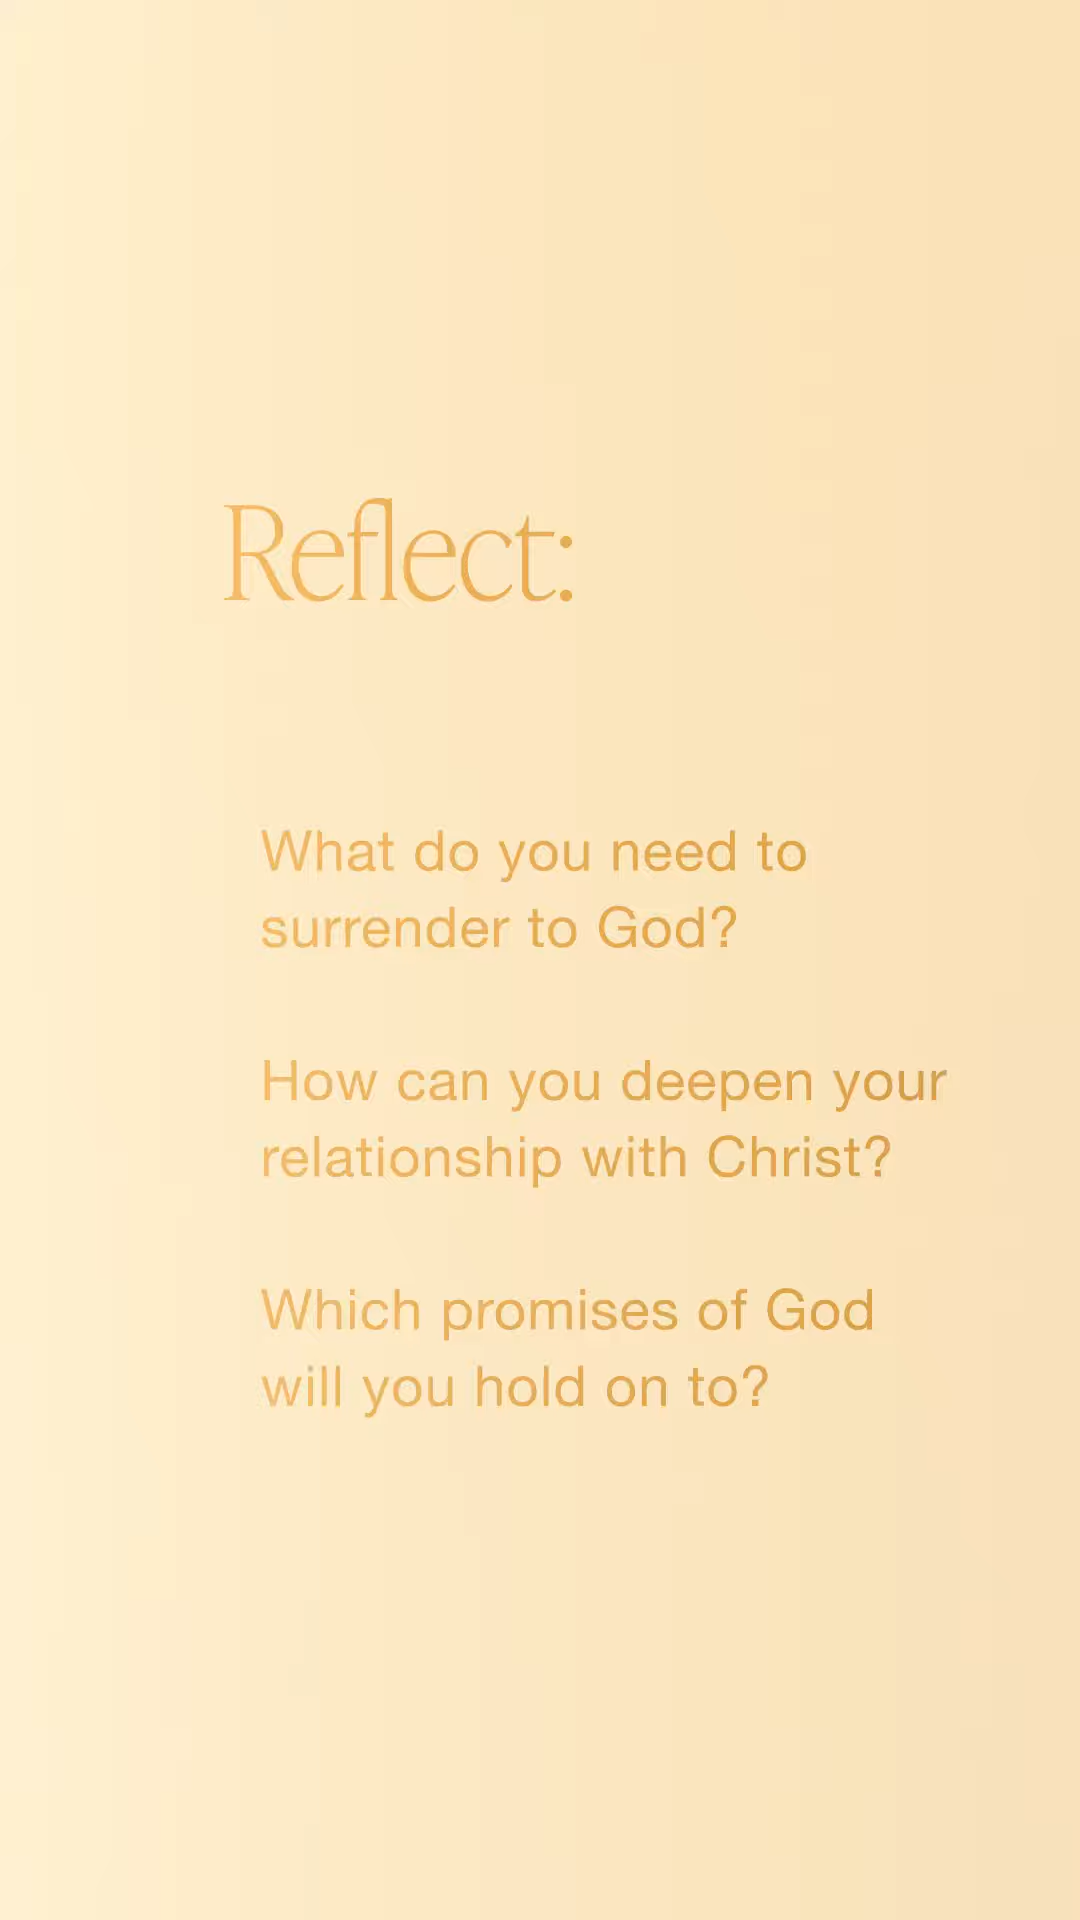 Reflect:
What do you need to
surrender to God?
How can you deepen your
relationship with Christ?
Which promises of God
will you hold on to?